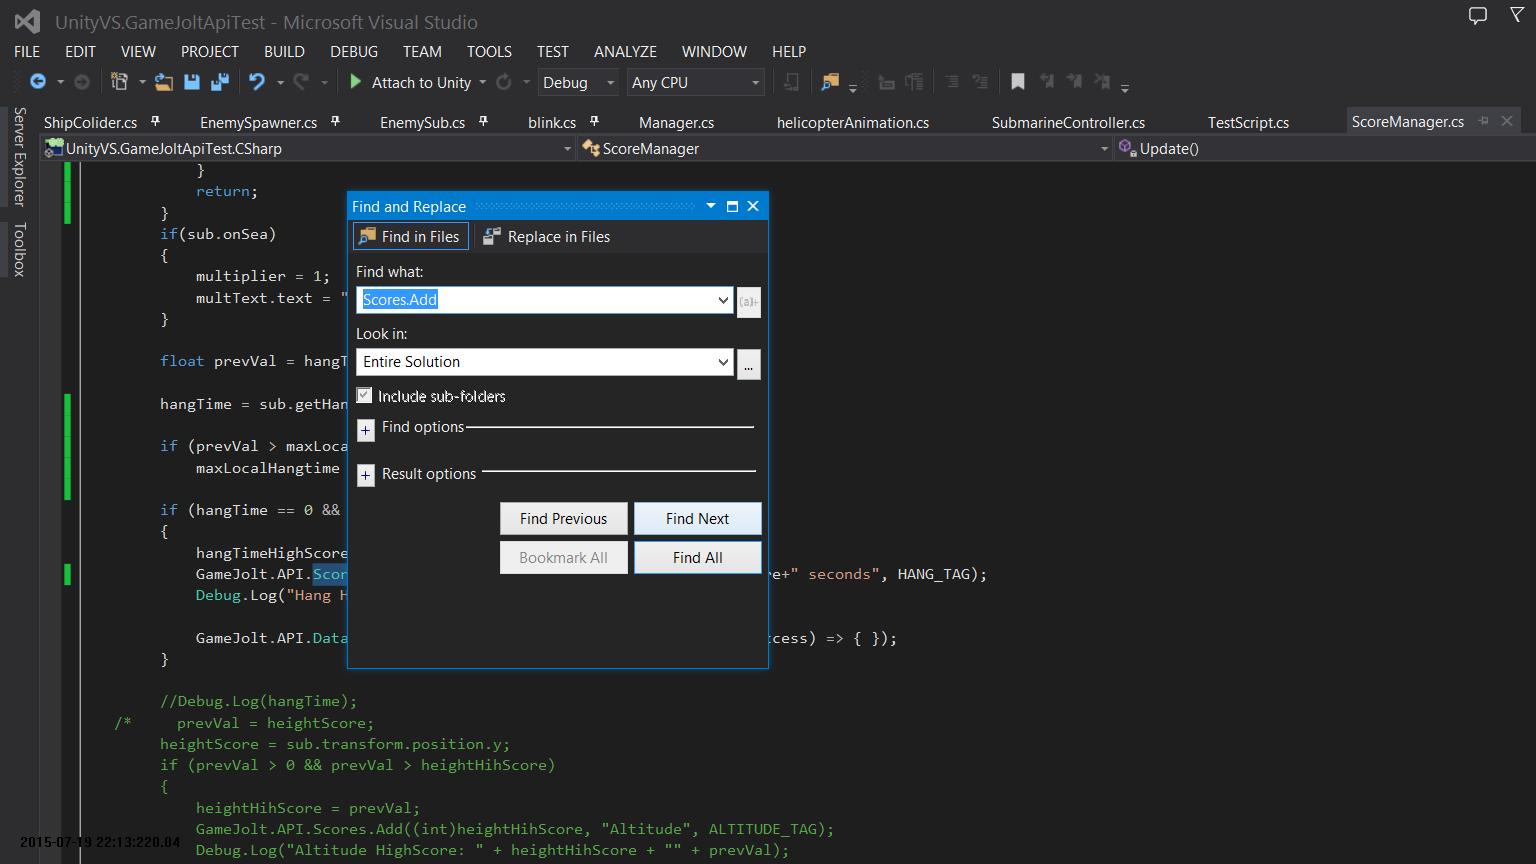 UnityVS.GameJoltApiTest - Microsoft Visual Studio
FILE EDIT VIEW PROJECT BUILD DEBUG TEAM TOOLS TEST ANALYZE WINDOW HELP
Attach to Unity Debug Any CPU
Server Explorer
Toolbox
ShipColider.cs EnemySpawner.cs EnemySub.cs blink.cs Manager.cs helicopterAnimation.cs SubmarineController.cs TestScript.cs ScoreManager.cs
UnityVS.GameJoltApiTest.CSharp ScoreManager Update()
}
return;
}
if(sub.onSea)
{
multiplier = 1;
multText.text = "
}
float prevVal = hangT
hangTime = sub.getHan
if (prevVal > maxLoca
maxLocalHangtime
if (hangTime == 0 &&
{
hangTimeHighScore
GameJolt.API.Scor re+" seconds", HANG_TAG);
Debug.Log("Hang H
GameJolt.API.Data ccess) => { });
}
//Debug.Log(hangTime);
/* prevVal = heightScore;
heightScore = sub.transform.position.y;
if (prevVal > 0 && prevVal > heightHihScore)
{
heightHihScore = prevVal;
GameJolt.API.Scores.Add((int)heightHihScore, "Altitude", ALTITUDE_TAG);
Debug.Log("Altitude HighScore: " + heightHihScore + "" + prevVal);
Find and Replace
Find in Files Replace in Files
Find what:
Scores.Add
(a)+
Look in:
Entire Solution
...
Include sub-folders
+ Find options
+ Result options
Find Previous Find Next
Bookmark All Find All
2015-07-19 22:13:220.04